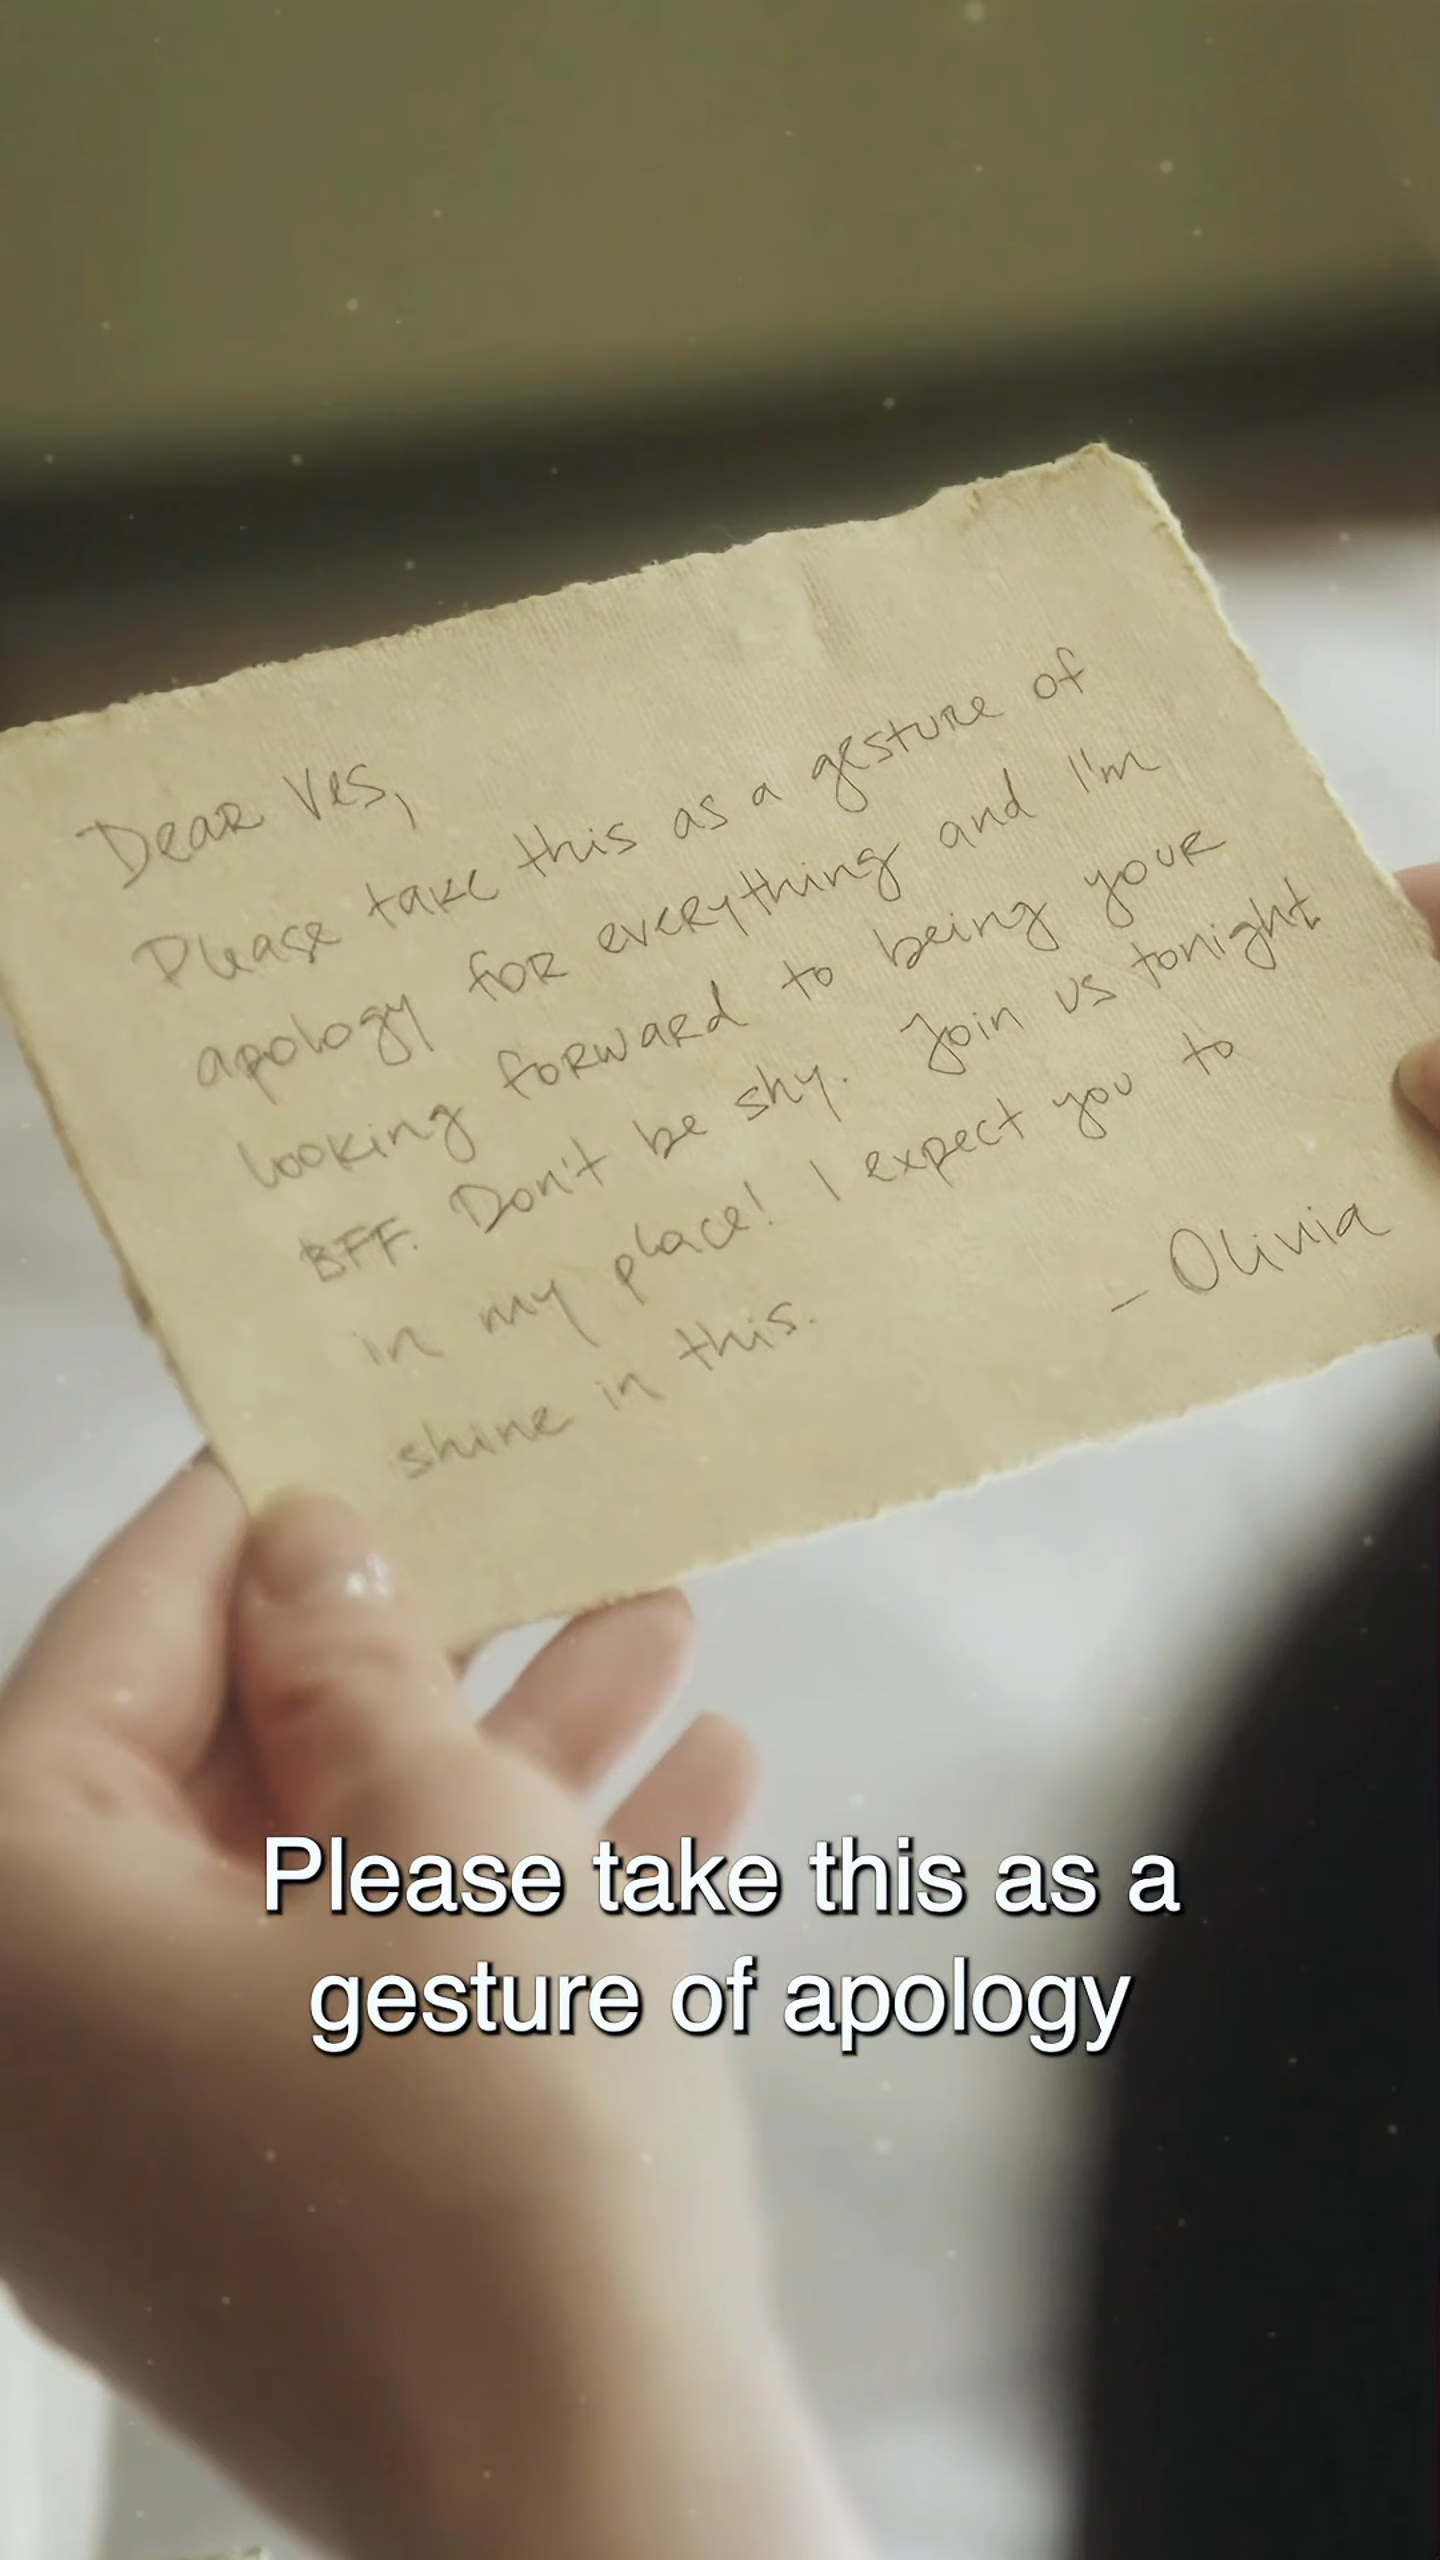 Dear Ves,
Please take this as a gesture of
apology for everything and I'm
looking forward to being your
BFF. Don't be shy. Join us tonight
in my place! I expect you to
shine in this.
- Olivia
Please take this as a
gesture of apology